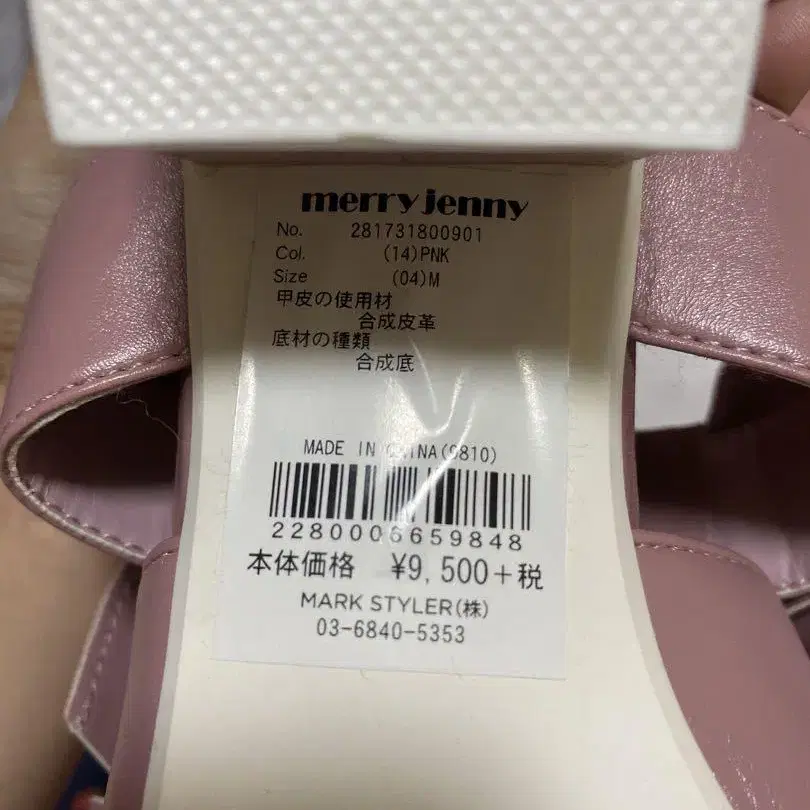 merry jenny
No. 281731800901
Col. (14)PNK
Size (04)M
甲皮の使用材
合成皮革
底材の種類
合成底
MADE IN CHINA(9810)
2280006659848
本体価格 ¥9,500+税
MARK STYLER(株)
03-6840-5353